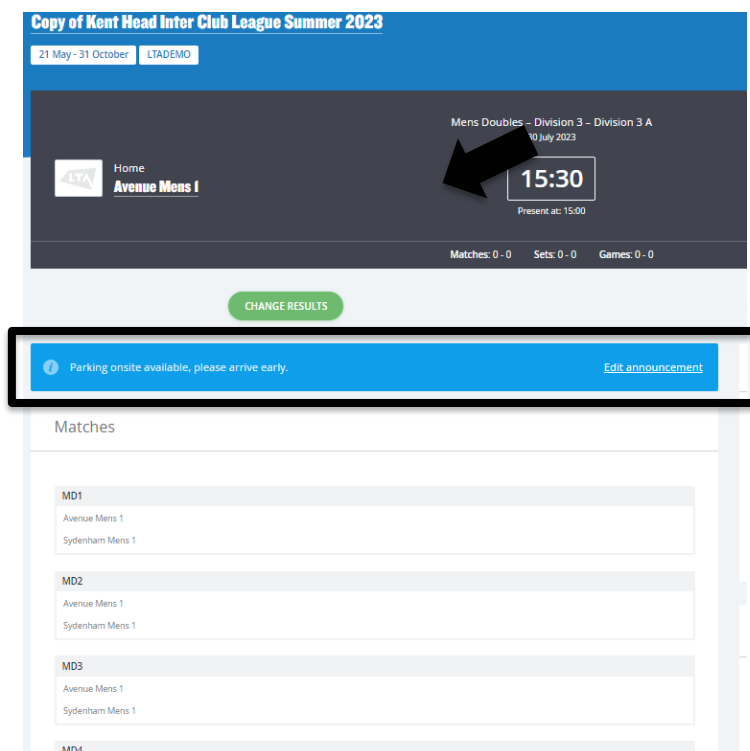 Copy of Kent Head Inter Club League Summer 2023
21 May - 31 October LTADEMO
Mens Doubles – Division 3 – Division 3 A
30 July 2023
LTA
Home
Avenue Mens 1
15:30
Present at: 15:00
Matches: 0 - 0 Sets: 0 - 0 Games: 0 - 0
CHANGE RESULTS
i Parking onsite available, please arrive early. Edit announcement
Matches
MD1
Avenue Mens 1
Sydenham Mens 1
MD2
Avenue Mens 1
Sydenham Mens 1
MD3
Avenue Mens 1
Sydenham Mens 1
MD4